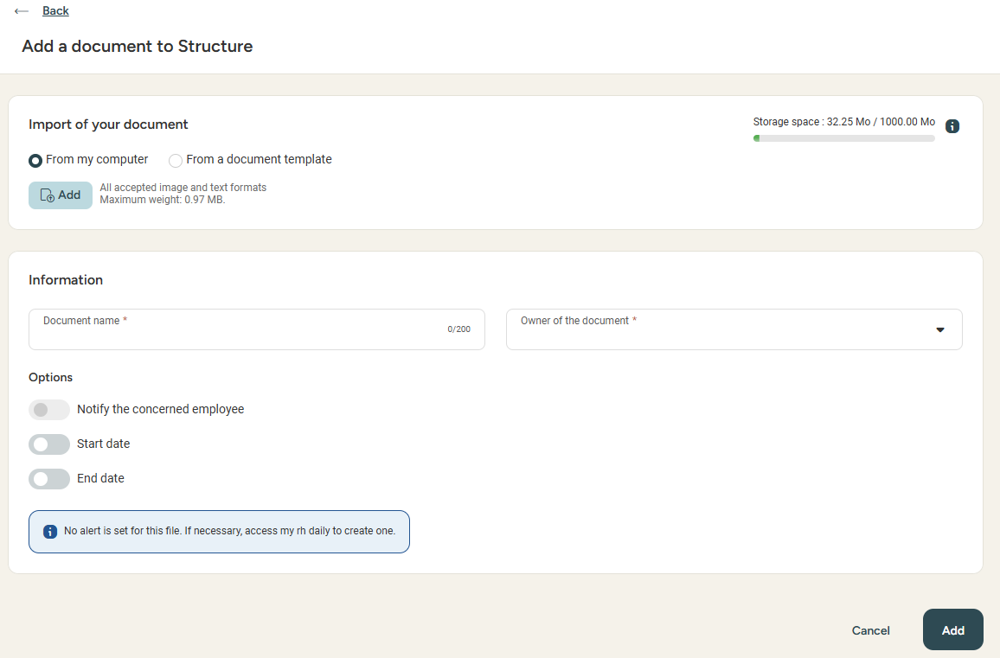 Back
Add a document to Structure
Import of your document
Storage space : 32.25 Mo / 1000.00 Mo
From my computer
From a document template
Add
All accepted image and text formats
Maximum weight: 0.97 MB.
Information
Document name *
0/200
Owner of the document *
Options
Notify the concerned employee
Start date
End date
No alert is set for this file. If necessary, access my rh daily to create one.
Cancel
Add